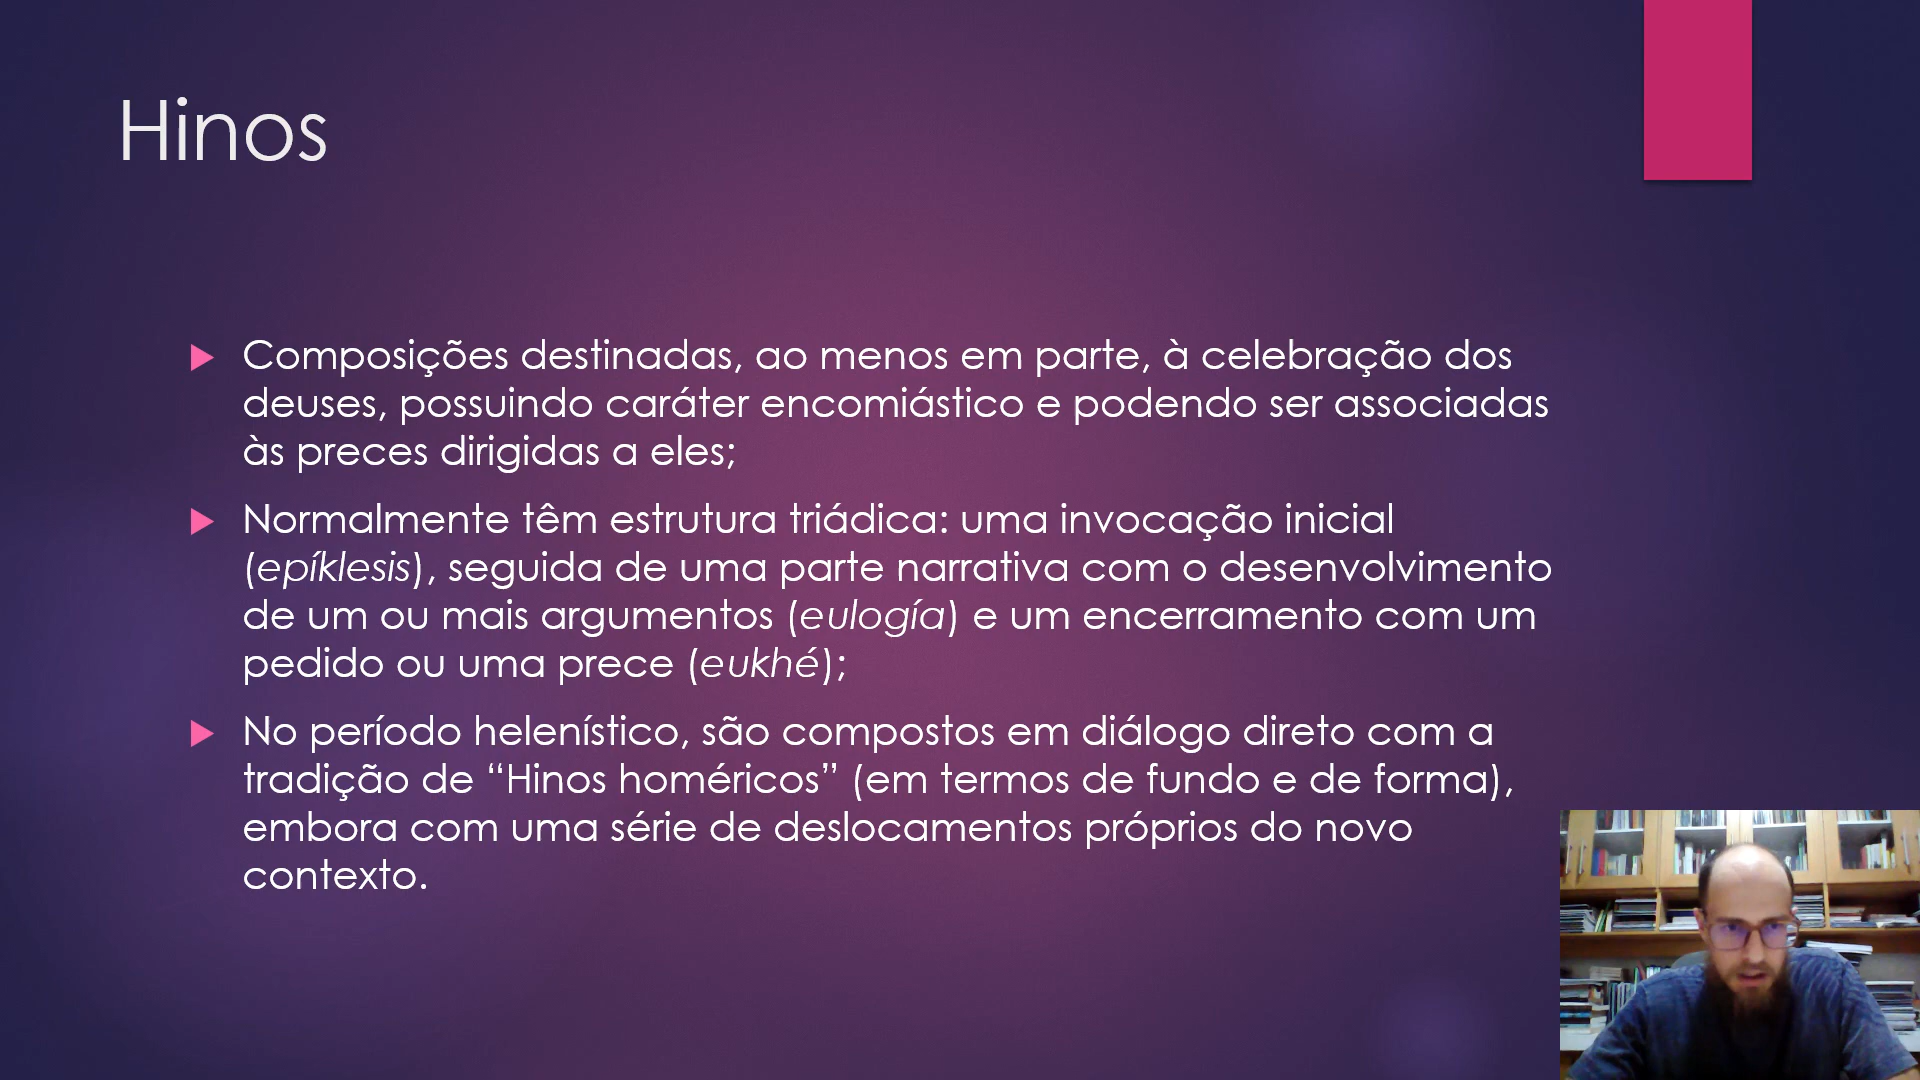 Hinos
Composições destinadas, ao menos em parte, à celebração dos
deuses, possuindo caráter encomiástico e podendo ser associadas
às preces dirigidas a eles;
Normalmente têm estrutura triádica: uma invocação inicial
(epíklesis), seguida de uma parte narrativa com o desenvolvimento
de um ou mais argumentos (eulogía) e um encerramento com um
pedido ou uma prece (eukhé);
No período helenístico, são compostos em diálogo direto com a
tradição de “Hinos homéricos” (em termos de fundo e de forma),
embora com uma série de deslocamentos próprios do novo
contexto.